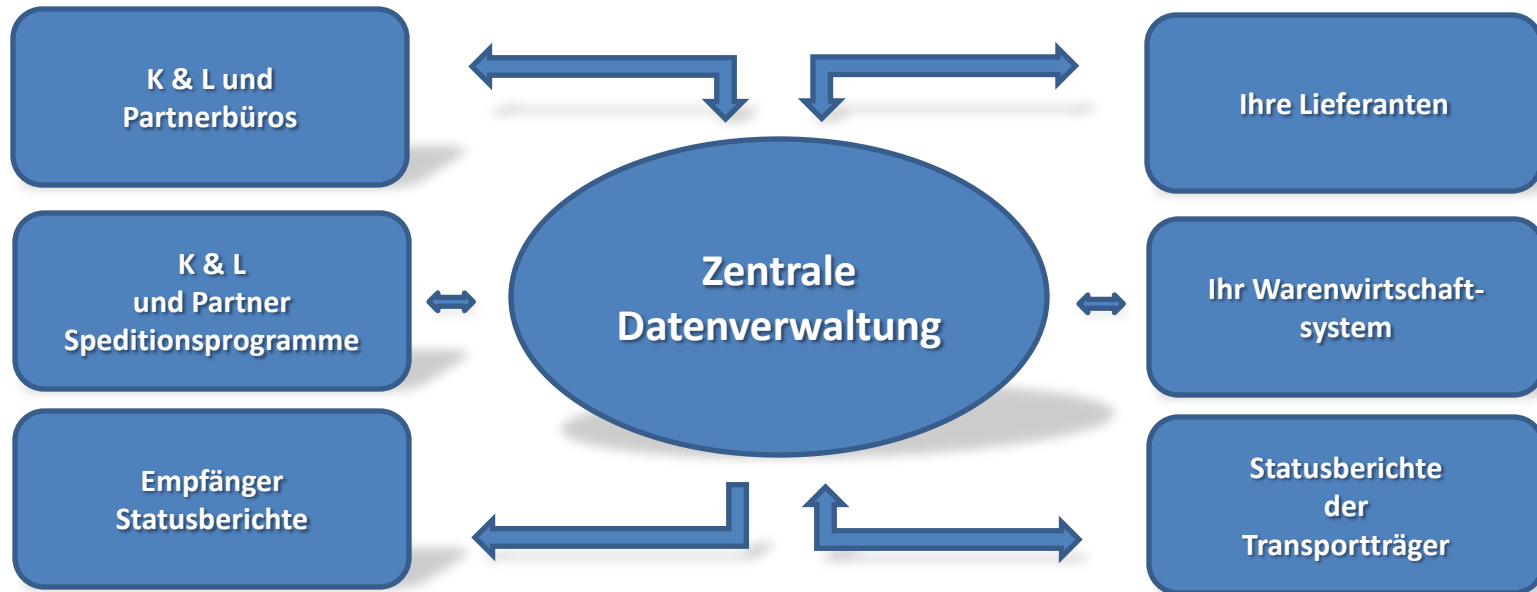 K & L und
Partnerbüros
Ihre Lieferanten
K & L
und Partner
Speditionsprogramme
Zentrale
Datenverwaltung
Ihr Warenwirtschaft-
system
Empfänger
Statusberichte
Statusberichte
der
Transportträger